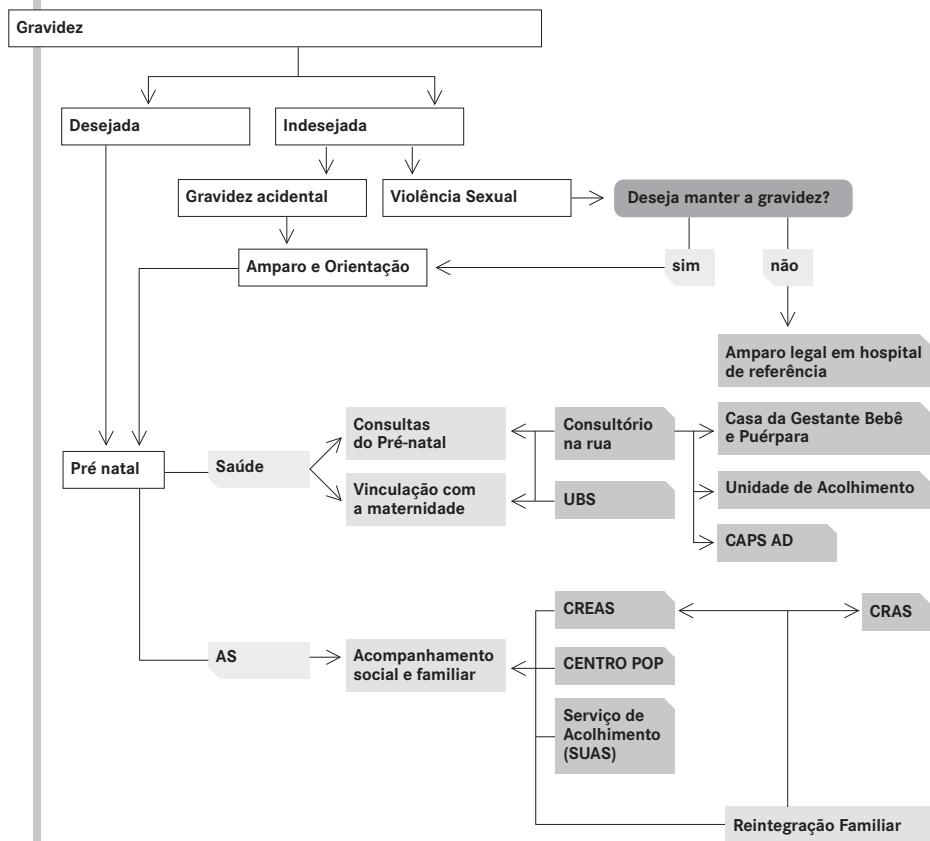 Gravidez
Desejada
Indesejada
Gravidez acidental
Violência Sexual
Deseja manter a gravidez?
Amparo e Orientação
sim
não
Amparo legal em hospital
de referência
Consultas
do Pré-natal
Consultório
na rua
Casa da Gestante Bebê
e Puérpara
Pré natal
Saúde
Vinculação com
a maternidade
UBS
Unidade de Acolhimento
CAPS AD
CREAS
CRAS
AS
Acompanhamento
social e familiar
CENTRO POP
Serviço de
Acolhimento
(SUAS)
Reintegração Familiar